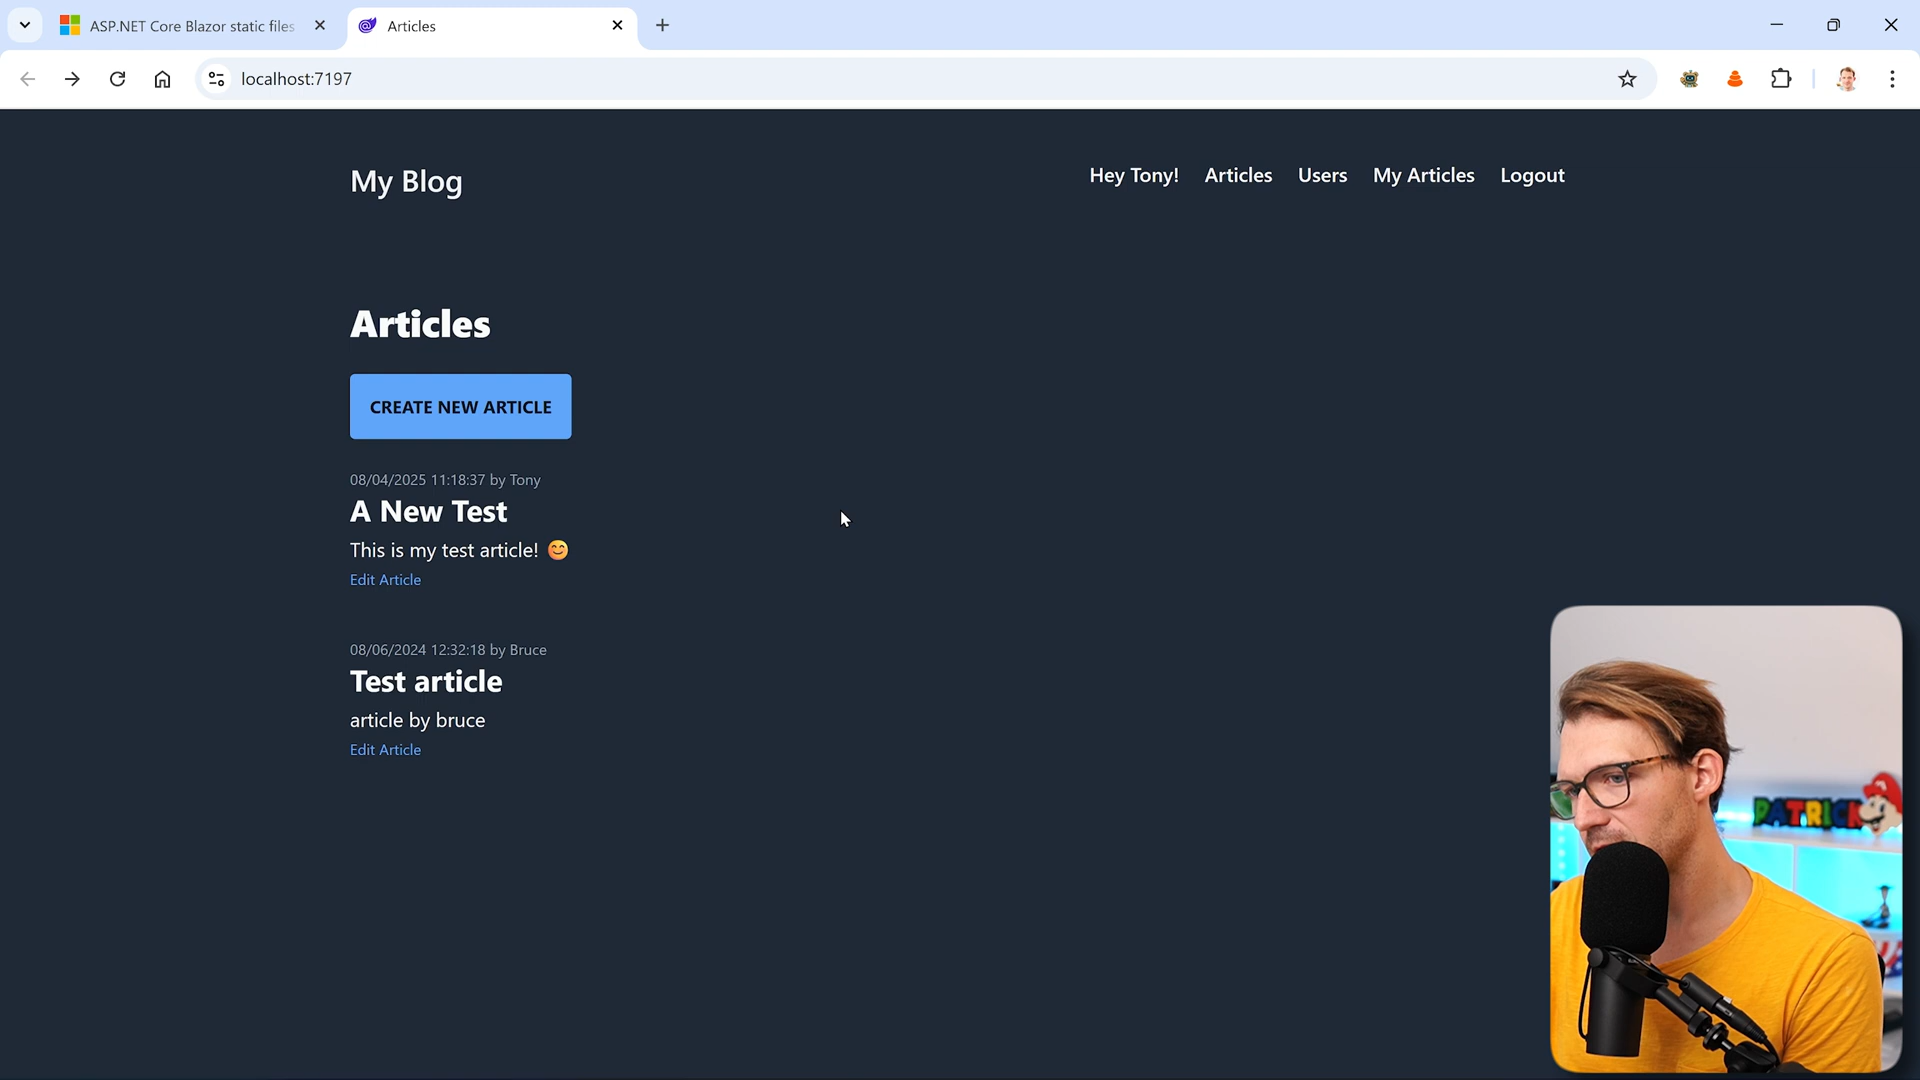 ASP.NET Core Blazor static files
Articles
localhost:7197
My Blog
Hey Tony!
Articles
Users
My Articles
Logout
Articles
CREATE NEW ARTICLE
08/04/2025 11:18:37 by Tony
A New Test
This is my test article! 😊
Edit Article
08/06/2024 12:32:18 by Bruce
Test article
article by bruce
Edit Article
PATRICK